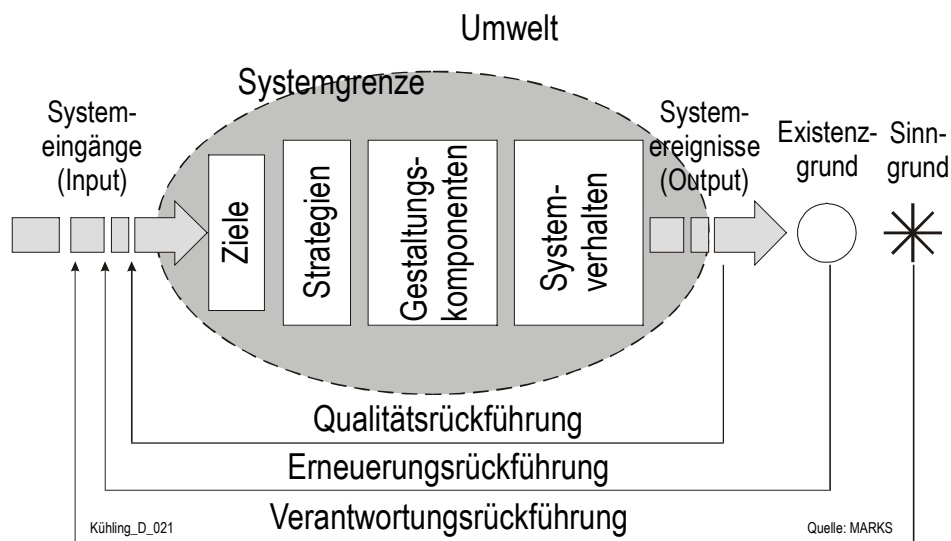 Umwelt
Systemgrenze
System-
eingänge
(Input)
Ziele
Strategien
Gestaltungs-
komponenten
System-
verhalten
System-
ereignisse
(Output)
Existenz-
grund
Sinn-
grund
Qualitätsrückführung
Erneuerungsrückführung
Verantwortungsrückführung
Kühling_D_021
Quelle: MARKS